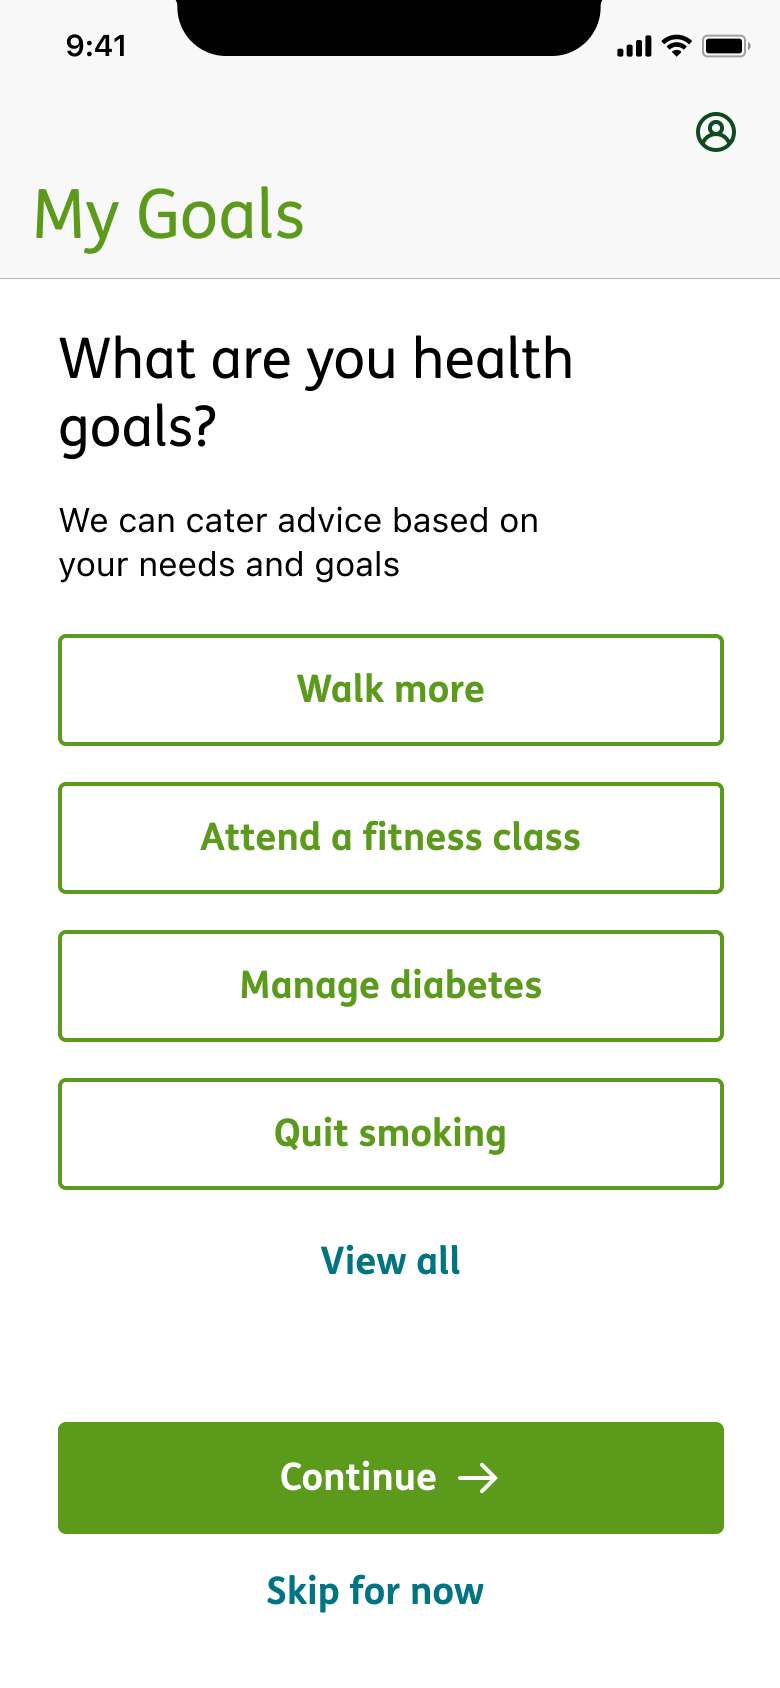 9:41
My Goals
What are you health
goals?
We can cater advice based on
your needs and goals
Walk more
Attend a fitness class
Manage diabetes
Quit smoking
View all
Continue
Skip for now